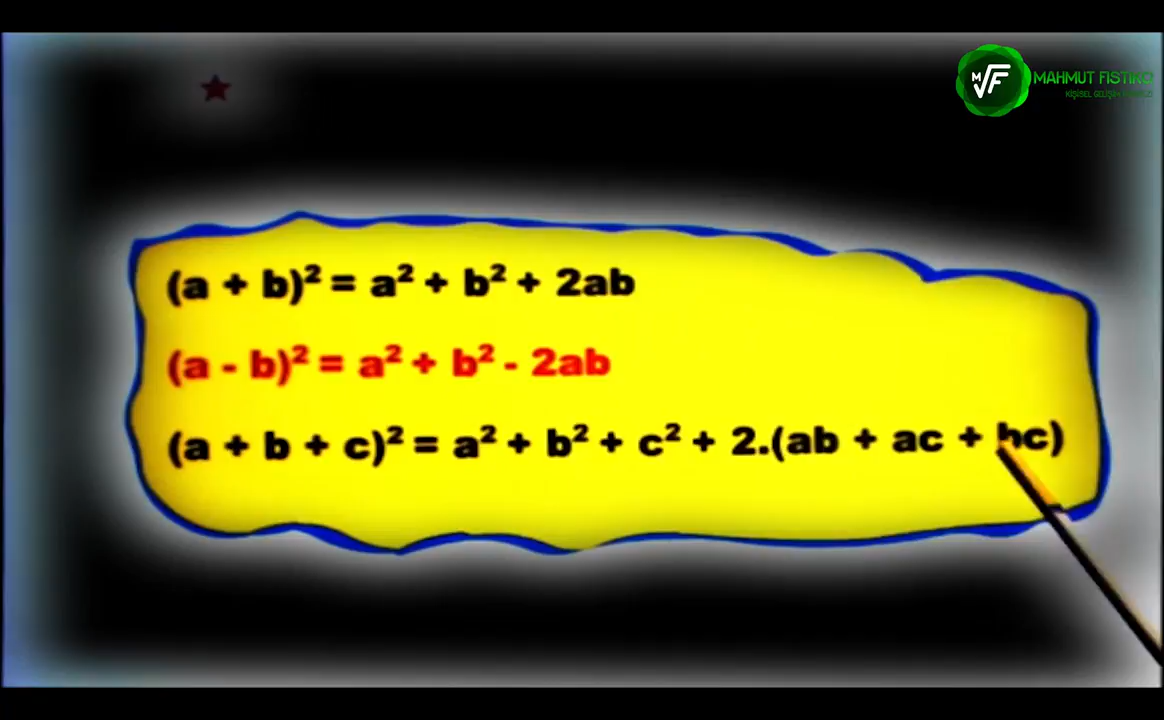 M√F
MAHMUT FISTIKÇI
(a + b)² = a² + b² + 2ab
(a - b)² = a² + b² - 2ab
(a + b + c)² = a² + b² + c² + 2.(ab + ac + bc)